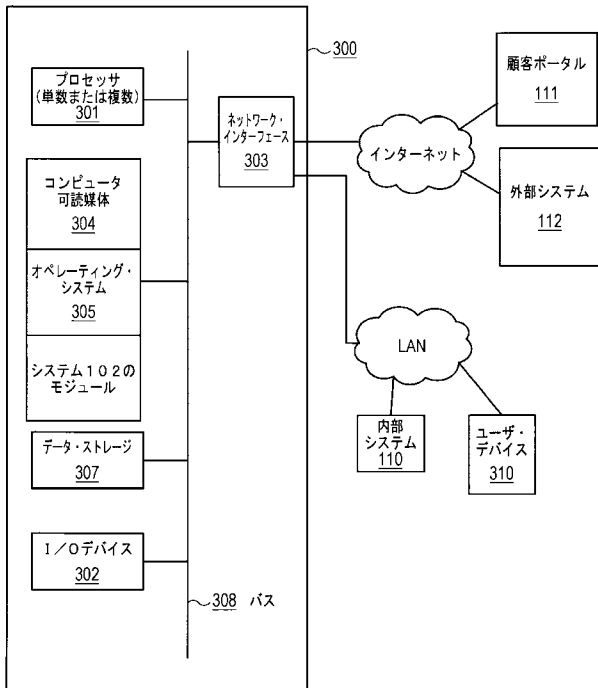 300
プロセッサ
(単数または複数)
301
ネットワーク・
インターフェース
303
コンピュータ
可読媒体
304
オペレーティング・
システム
305
システム102の
モジュール
データ・ストレージ
307
I/Oデバイス
302
308 バス
インターネット
顧客ポータル
111
外部システム
112
LAN
内部
システム
110
ユーザ・
デバイス
310